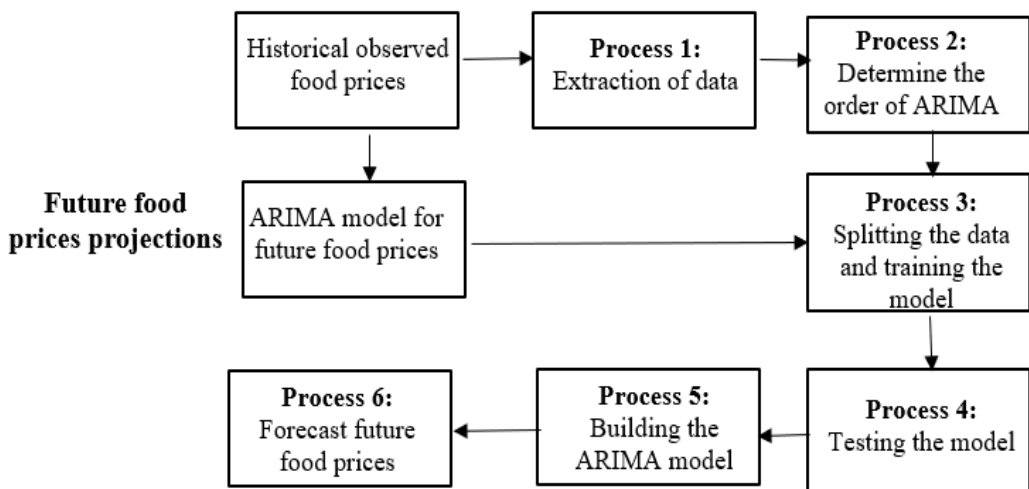 Historical observed
food prices
Process 1:
Extraction of data
Process 2:
Determine the
order of ARIMA
Future food
prices projections
ARIMA model for
future food prices
Process 3:
Splitting the data
and training the
model
Process 6:
Forecast future
food prices
Process 5:
Building the
ARIMA model
Process 4:
Testing the model